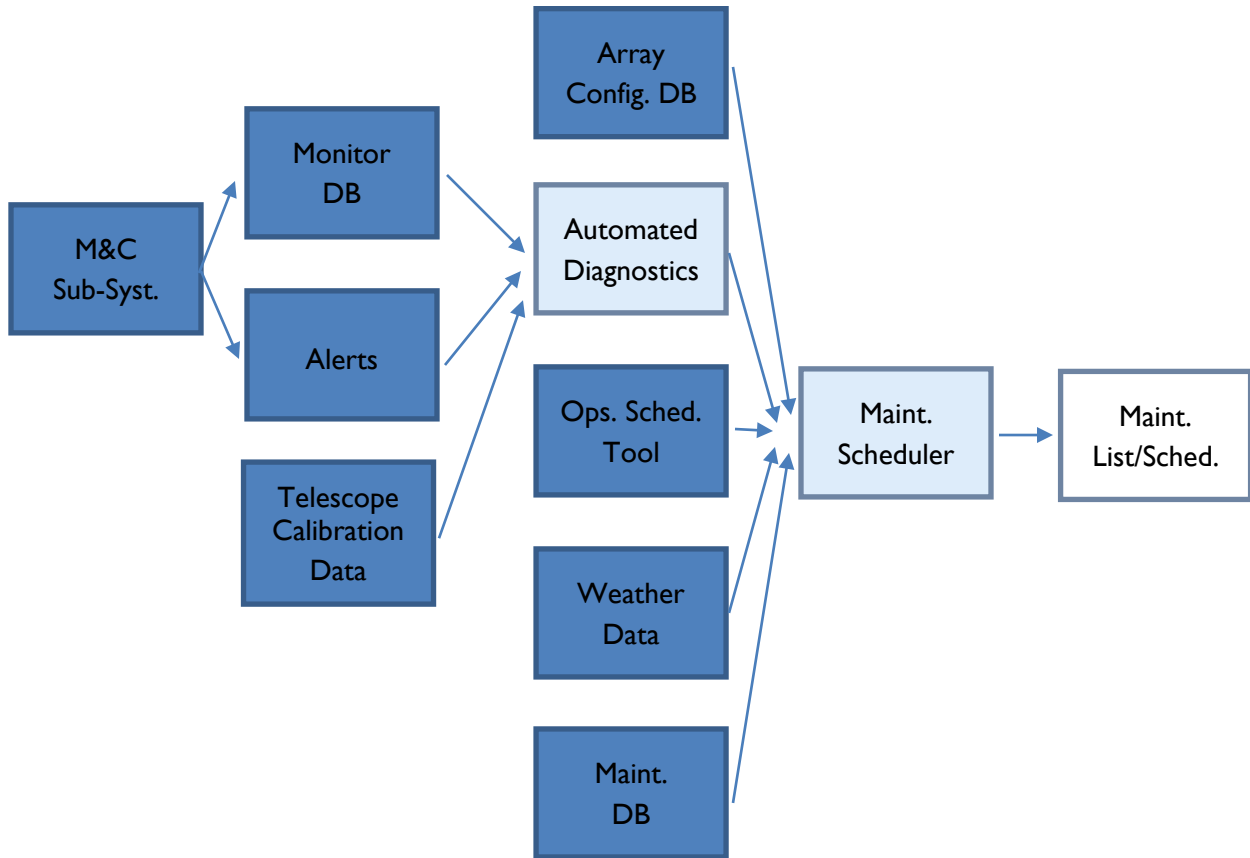 Array
Config. DB
Monitor
DB
Automated
Diagnostics
M&C
Sub-Syst.
Alerts
Ops. Sched.
Tool
Maint.
Scheduler
Maint.
List/Sched.
Telescope
Calibration
Data
Weather
Data
Maint.
DB